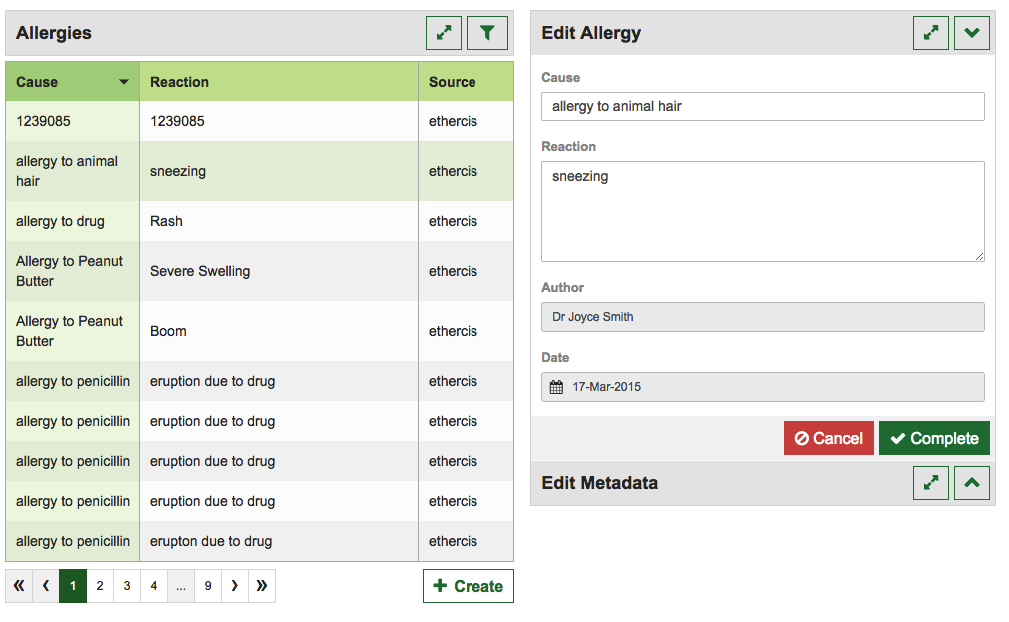 Allergies
Cause Reaction Source
1239085 1239085 ethercis
allergy to animal
hair
sneezing ethercis
allergy to drug Rash ethercis
Allergy to Peanut
Butter
Severe Swelling ethercis
Allergy to Peanut
Butter
Boom ethercis
allergy to penicillin eruption due to drug ethercis
allergy to penicillin eruption due to drug ethercis
allergy to penicillin eruption due to drug ethercis
allergy to penicillin eruption due to drug ethercis
allergy to penicillin erupton due to drug ethercis
« ‹ 1 2 3 4 ... 9 › »
+ Create
Edit Allergy
Cause
allergy to animal hair
Reaction
sneezing
Author
Dr Joyce Smith
Date
17-Mar-2015
Cancel Complete
Edit Metadata